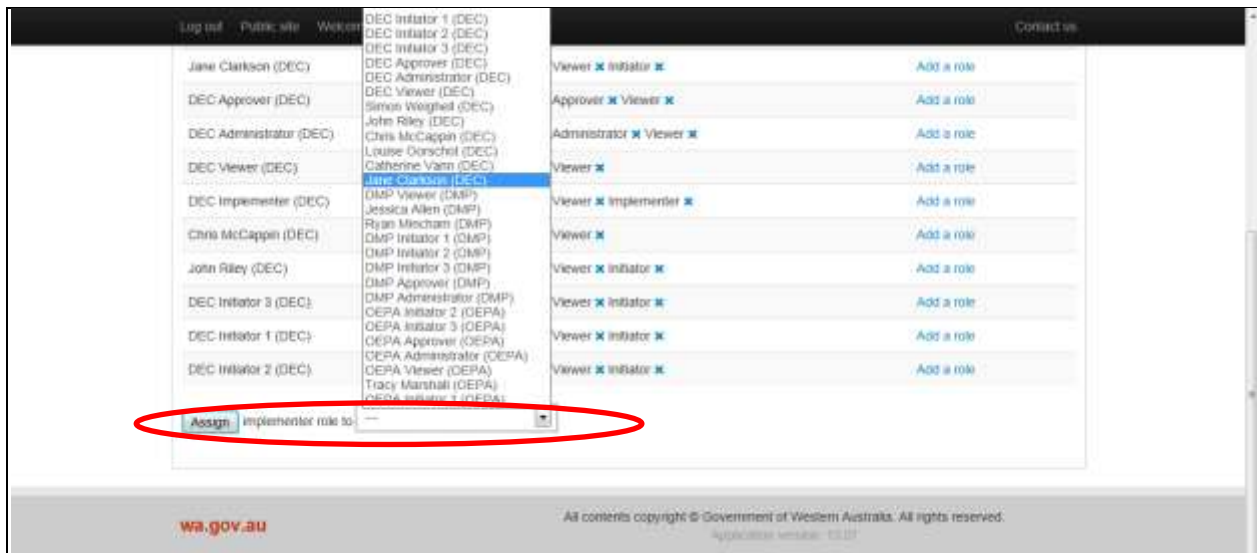 Log out Public site Contact us
DEC Initiator 1 (DEC)
DEC Initiator 2 (DEC)
DEC Initiator 3 (DEC)
DEC Approver (DEC)
DEC Administrator (DEC)
DEC Viewer (DEC)
Simon Weighell (DEC)
John Riley (DEC)
Chris McCappin (DEC)
Catherine Vann (DEC)
Jane Clarkson (DEC)
DMP Viewer (DMP)
Jessica Allen (DMP)
Ryan Mincham (DMP)
DMP Initiator 1 (DMP)
DMP Initiator 2 (DMP)
DMP Initiator 3 (DMP)
DMP Approver (DMP)
DMP Administrator (DMP)
OEPA Initiator 2 (OEPA)
OEPA Initiator 3 (OEPA)
OEPA Approver (OEPA)
OEPA Administrator (OEPA)
OEPA Viewer (OEPA)
Tracy Marshall (OEPA)
OEPA Initiator 1 (OEPA)
Jane Clarkson (DEC) Viewer Initiator Add a role
DEC Approver (DEC) Approver Viewer Add a role
DEC Administrator (DEC) Administrator Viewer Add a role
DEC Viewer (DEC) Viewer Add a role
DEC Implementer (DEC) Viewer Implementer Add a role
Chris McCappin (DEC) Viewer Add a role
John Riley (DEC) Viewer Initiator Add a role
DEC Initiator 3 (DEC) Viewer Initiator Add a role
DEC Initiator 1 (DEC) Viewer Initiator Add a role
DEC Initiator 2 (DEC) Viewer Initiator Add a role
Assign implementer role to ---
wa.gov.au
All contents copyright © Government of Western Australia. All rights reserved.
Application version: